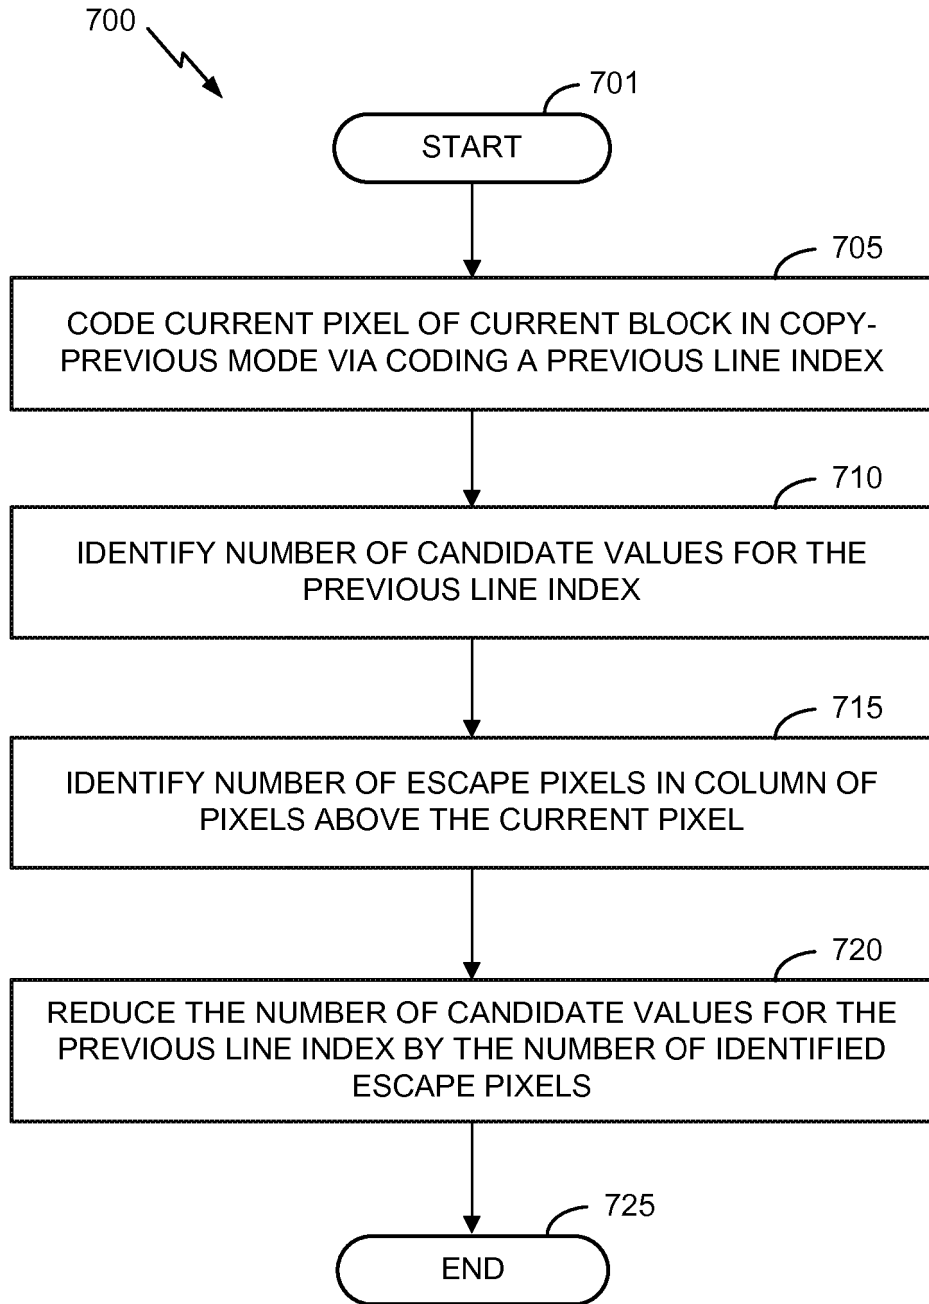 700
701
START
705
CODE CURRENT PIXEL OF CURRENT BLOCK IN COPY-
PREVIOUS MODE VIA CODING A PREVIOUS LINE INDEX
710
IDENTIFY NUMBER OF CANDIDATE VALUES FOR THE
PREVIOUS LINE INDEX
715
IDENTIFY NUMBER OF ESCAPE PIXELS IN COLUMN OF
PIXELS ABOVE THE CURRENT PIXEL
720
REDUCE THE NUMBER OF CANDIDATE VALUES FOR THE
PREVIOUS LINE INDEX BY THE NUMBER OF IDENTIFIED
ESCAPE PIXELS
725
END